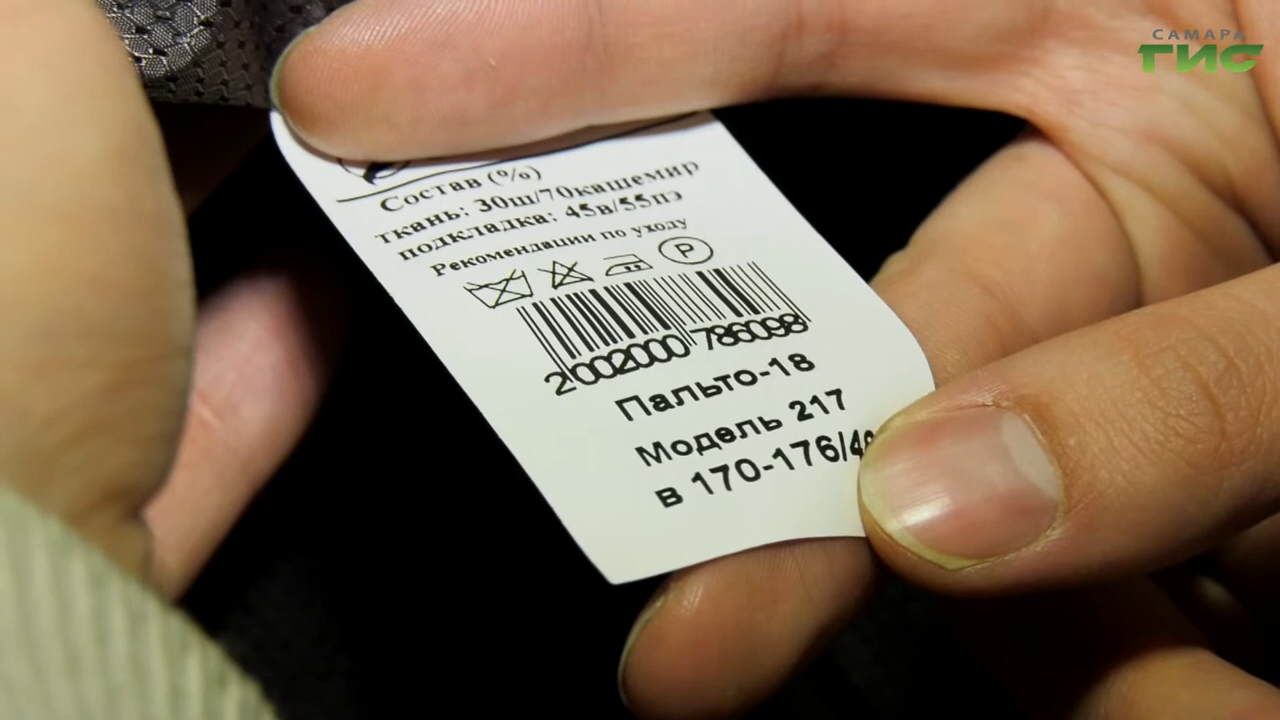 САМАРА
ГИС
Состав (%)
ткань: 30ш/70кашемир
подкладка: 45в/55пэ
Рекомендации по уходу
P
2 002000 786098
Пальто-18
Модель 217
в 170-176/4